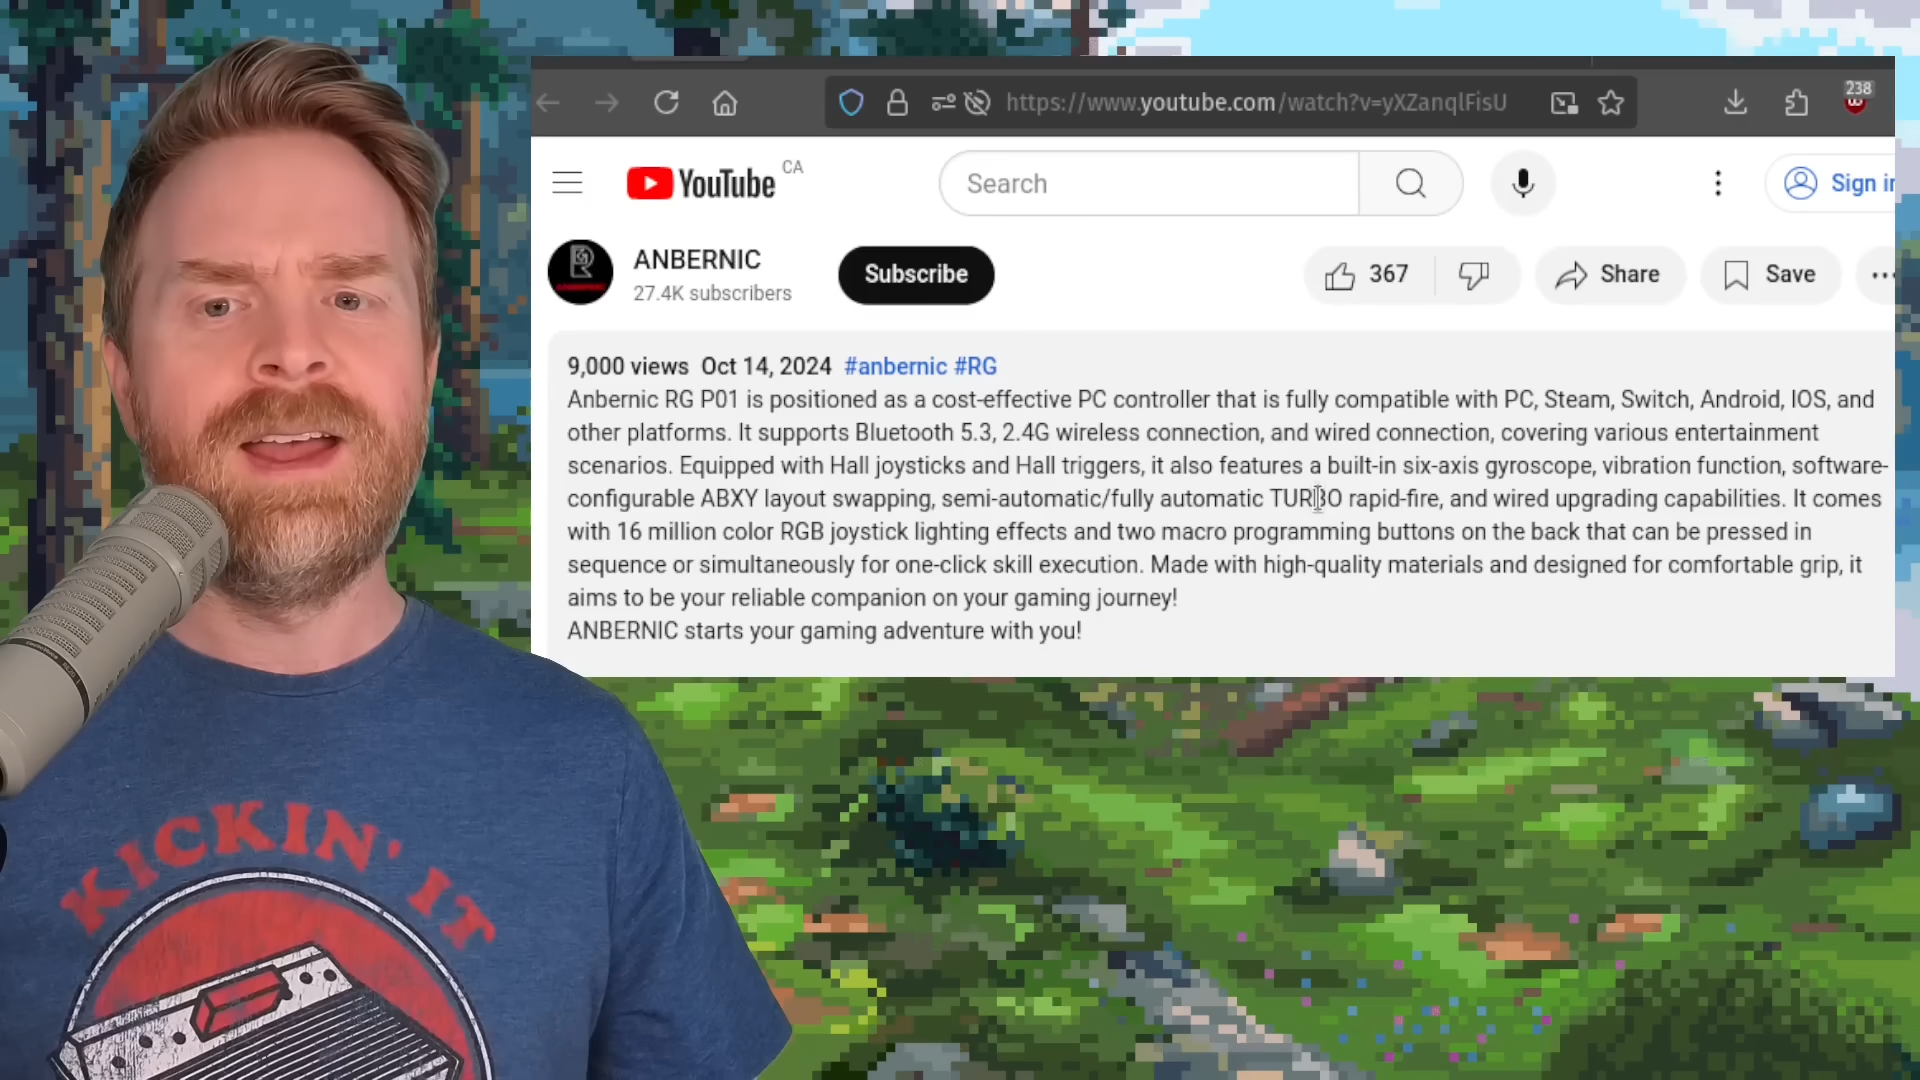 238
https://www.youtube.com/watch?v=yXZanqlFisU
YouTube CA
Search
Sign in
ANBERNIC
27.4K subscribers
Subscribe
367
Share
Save
9,000 views Oct 14, 2024 #anbernic #RG
Anbernic RG P01 is positioned as a cost-effective PC controller that is fully compatible with PC, Steam, Switch, Android, IOS, and
other platforms. It supports Bluetooth 5.3, 2.4G wireless connection, and wired connection, covering various entertainment
scenarios. Equipped with Hall joysticks and Hall triggers, it also features a built-in six-axis gyroscope, vibration function, software-
configurable ABXY layout swapping, semi-automatic/fully automatic TURBO rapid-fire, and wired upgrading capabilities. It comes
with 16 million color RGB joystick lighting effects and two macro programming buttons on the back that can be pressed in
sequence or simultaneously for one-click skill execution. Made with high-quality materials and designed for comfortable grip, it
aims to be your reliable companion on your gaming journey!
ANBERNIC starts your gaming adventure with you!
KICKIN' IT